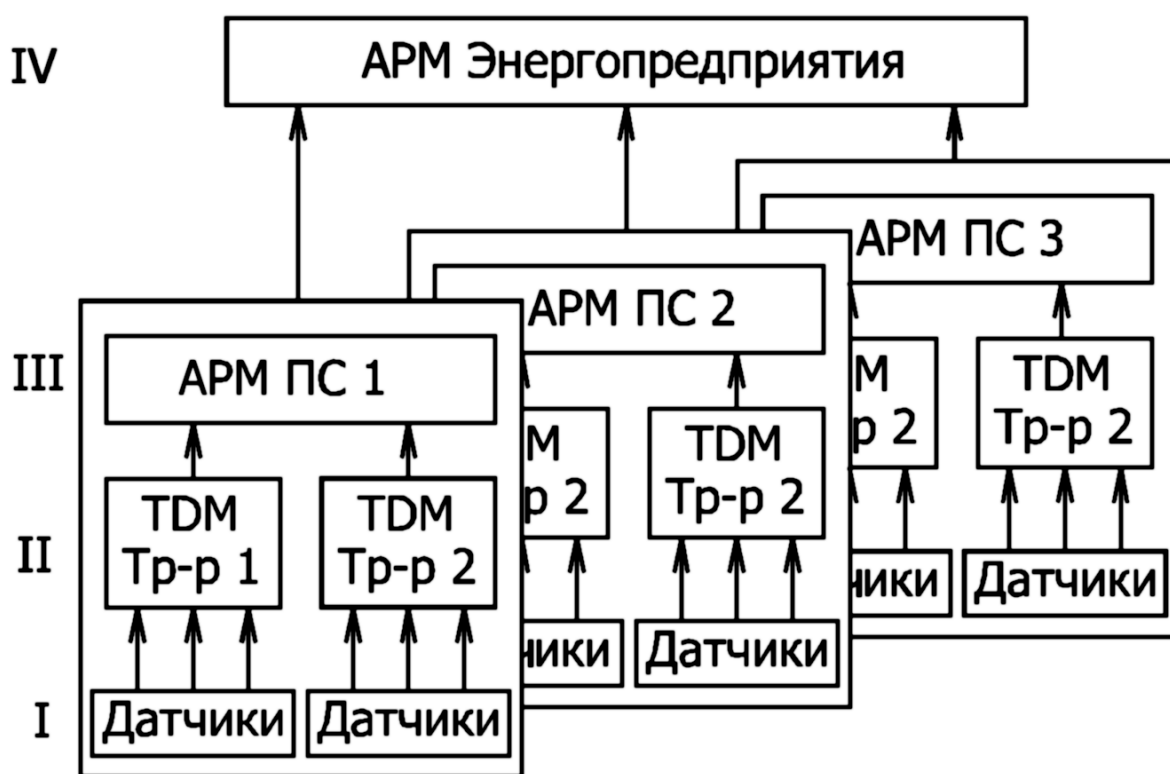 IV
АРМ Энергопредприятия
АРМ ПС 3
АРМ ПС 2
III
АРМ ПС 1
TDM
Тр-р 2
TDM
Тр-р 2
II
TDM
Тр-р 1
TDM
Тр-р 2
Датчики
Датчики
I
Датчики
Датчики